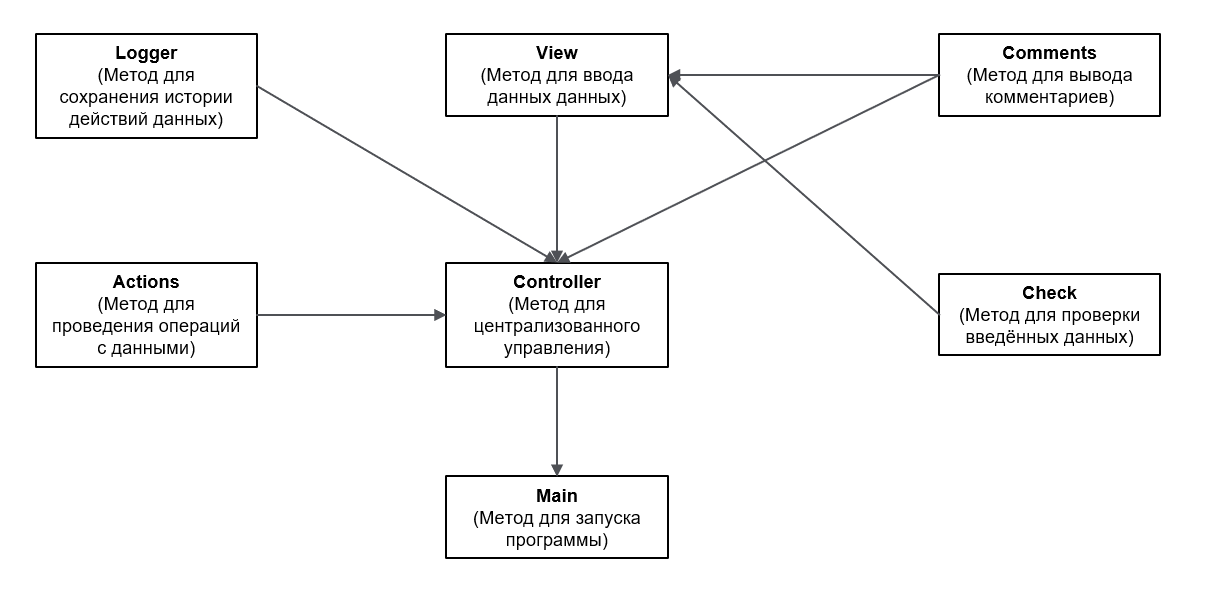 Logger
(Метод для
сохранения истории
действий данных)
View
(Метод для ввода
данных данных)
Comments
(Метод для вывода
комментариев)
Actions
(Метод для
проведения операций
с данными)
Controller
(Метод для
централизованного
управления)
Check
(Метод для проверки
введённых данных)
Main
(Метод для запуска
программы)